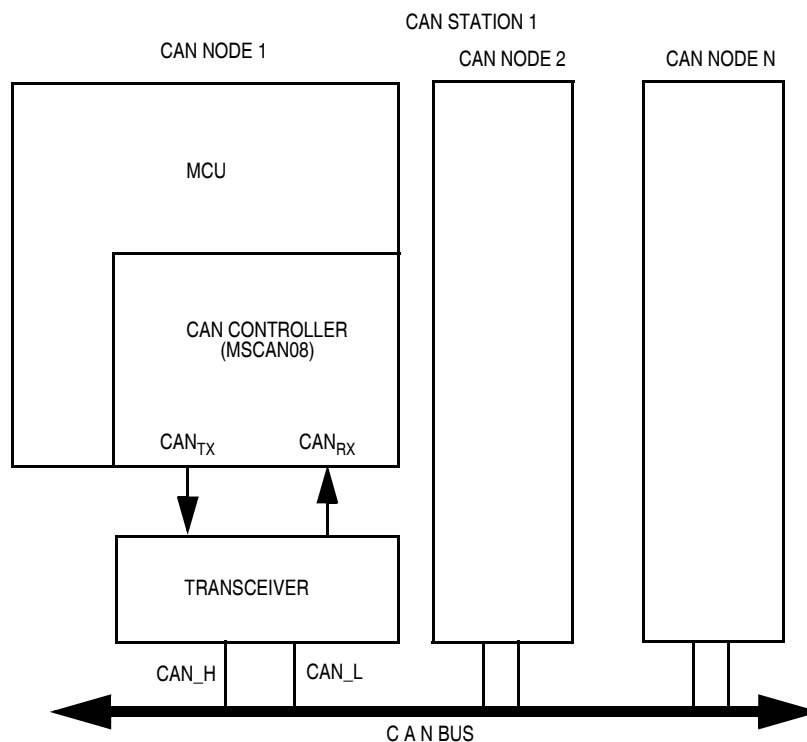 CAN STATION 1
CAN NODE 1
CAN NODE 2
CAN NODE N
MCU
CAN CONTROLLER
(MSCAN08)
CANTX
CANRX
TRANSCEIVER
CAN_H
CAN_L
C A N BUS